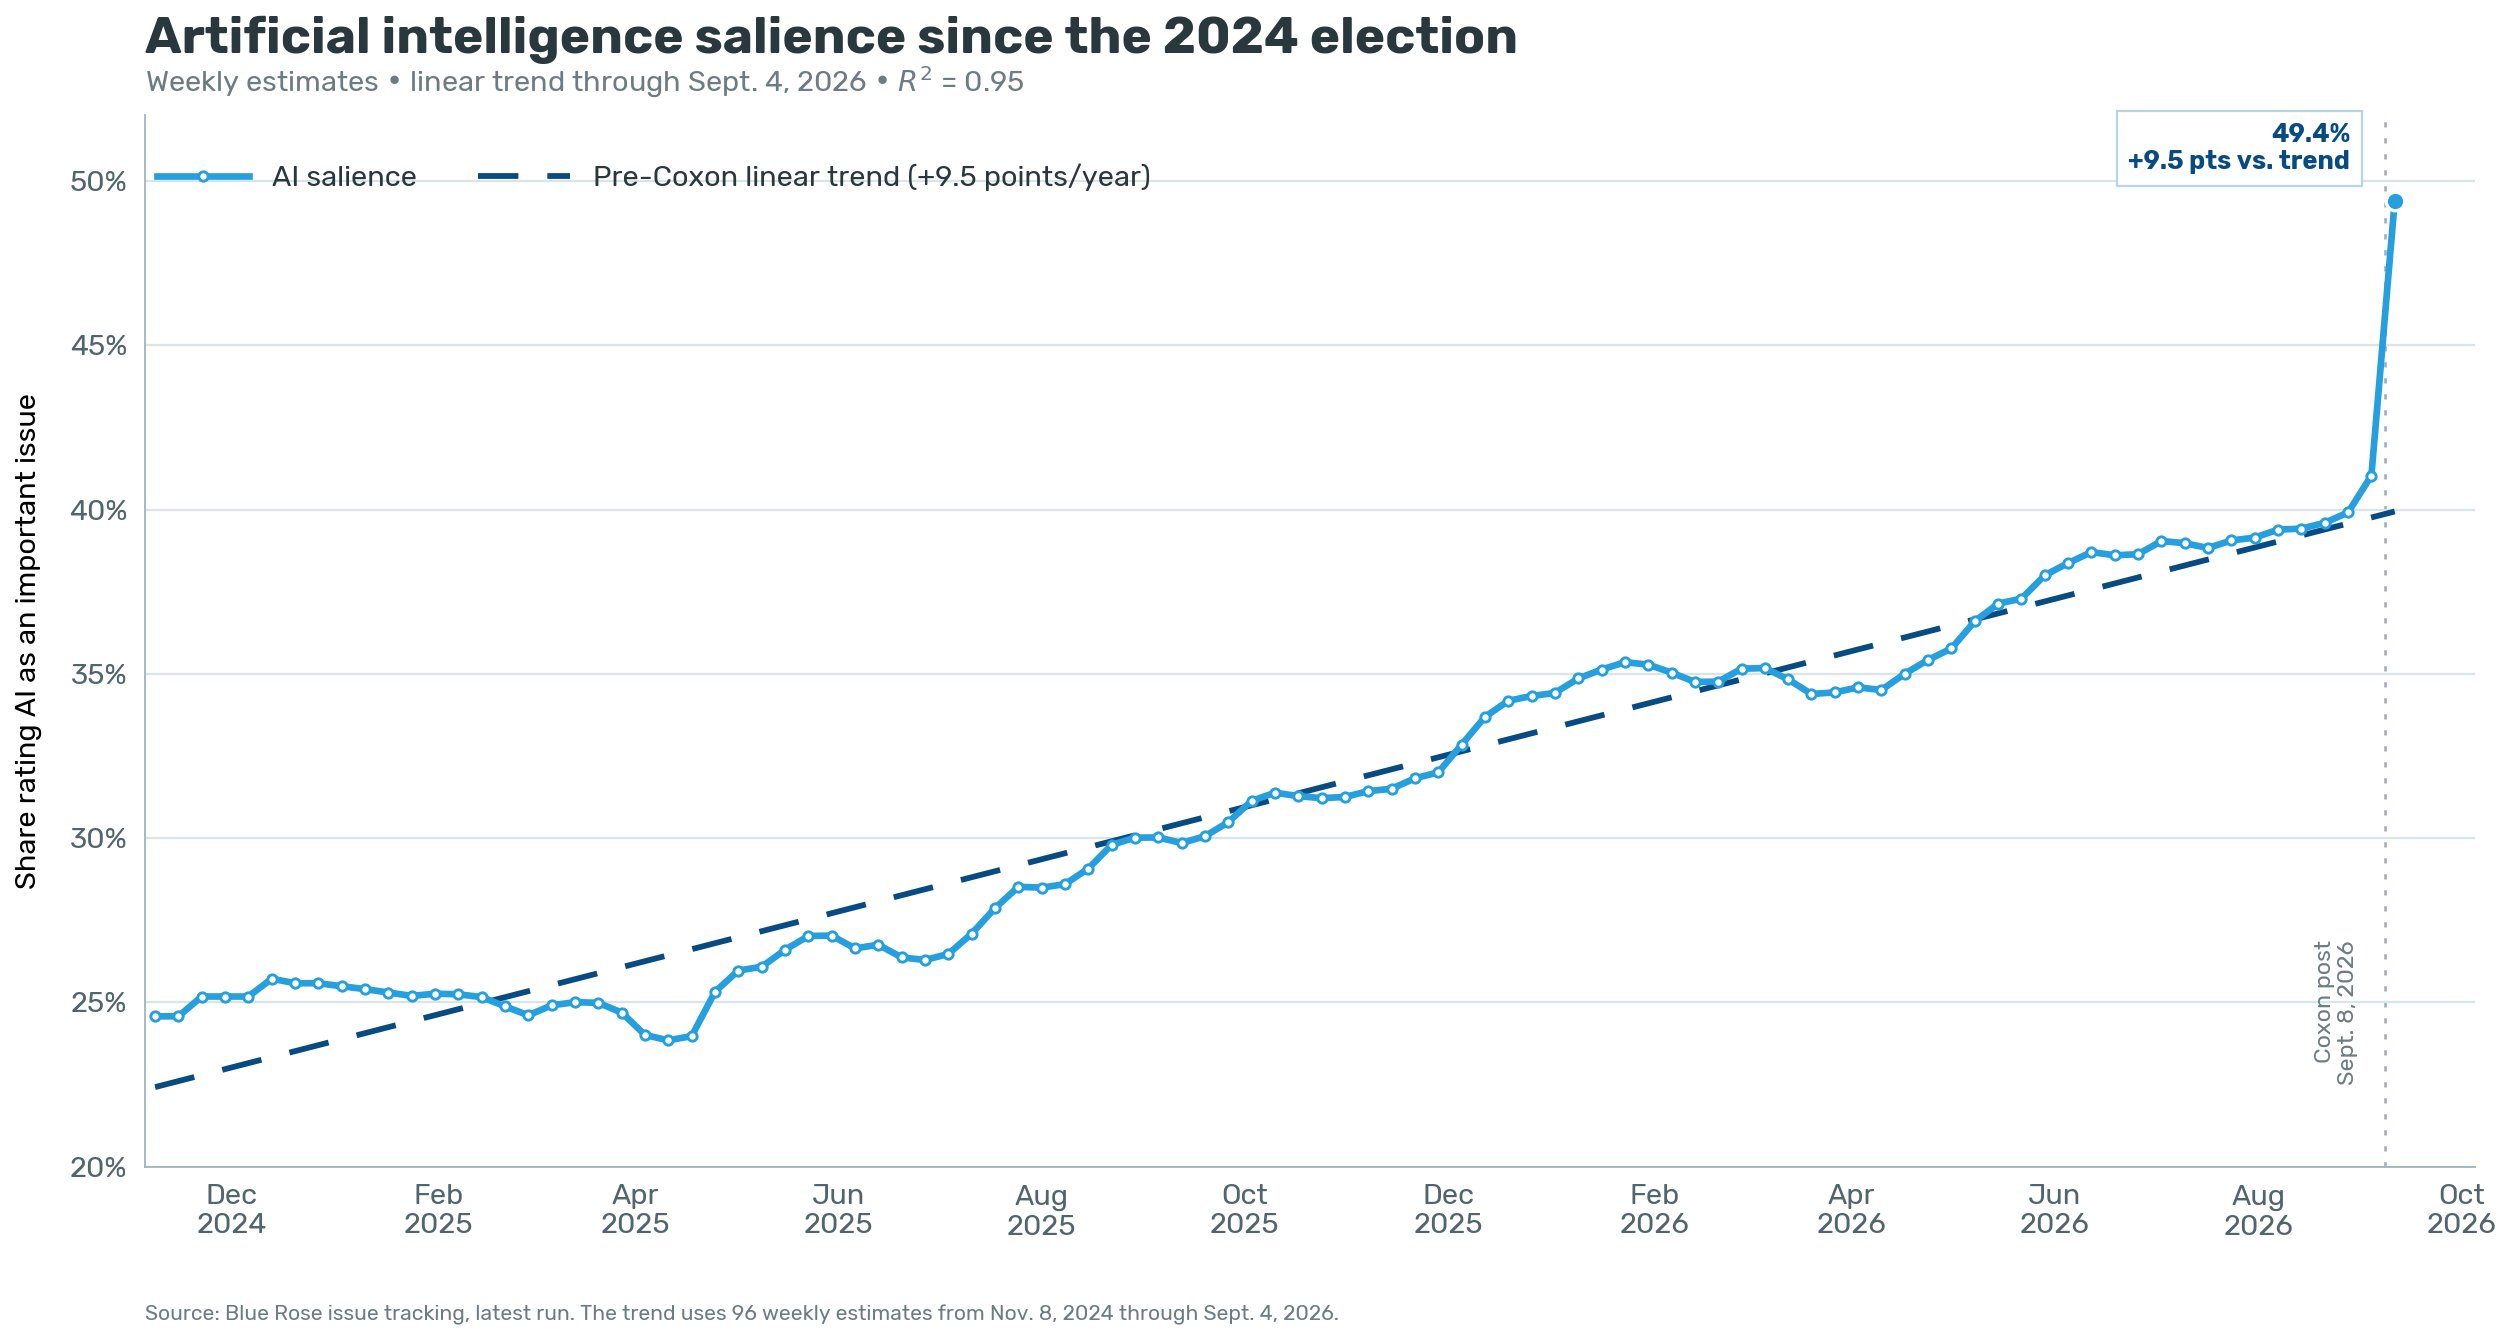 Artificial intelligence salience since the 2024 election
Weekly estimates • linear trend through Sept. 4, 2026 • R² = 0.95
49.4%
+9.5 pts vs. trend
AI salience
Pre-Coxon linear trend (+9.5 points/year)
Share rating AI as an important issue
50%
45%
40%
35%
30%
25%
20%
Coxon post
Sept. 8, 2026
Dec
2024
Feb
2025
Apr
2025
Jun
2025
Aug
2025
Oct
2025
Dec
2025
Feb
2026
Apr
2026
Jun
2026
Aug
2026
Oct
2026
Source: Blue Rose issue tracking, latest run. The trend uses 96 weekly estimates from Nov. 8, 2024 through Sept. 4, 2026.